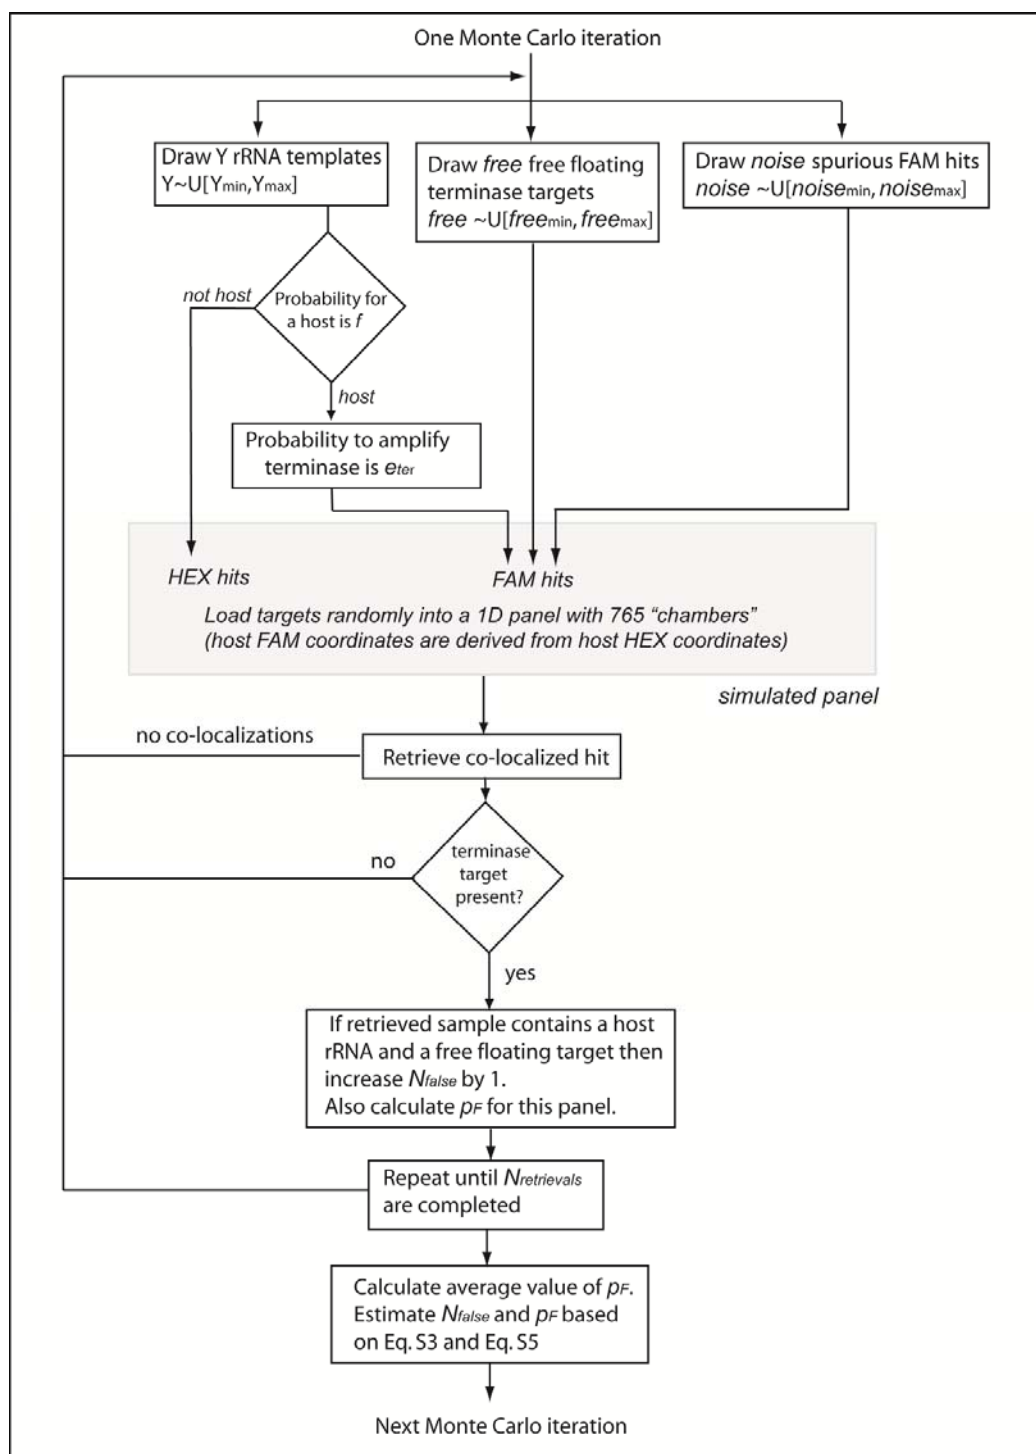 One Monte Carlo iteration
Draw Y rRNA templates
Y~U[Ymin,Ymax]
Draw free free floating
terminase targets
free ~U[freemin, freemax]
Draw noise spurious FAM hits
noise ~U[noisemin, noisemax]
not host
Probability for
a host is f
host
Probability to amplify
terminase is eter
HEX hits
FAM hits
Load targets randomly into a 1D panel with 765 “chambers”
(host FAM coordinates are derived from host HEX coordinates)
simulated panel
no co-localizations
Retrieve co-localized hit
no
terminase
target
present?
yes
If retrieved sample contains a host
rRNA and a free floating target then
increase Nfalse by 1.
Also calculate pF for this panel.
Repeat until Nretrievals
are completed
Calculate average value of pF.
Estimate Nfalse and pF based
on Eq. S3 and Eq. S5
Next Monte Carlo iteration